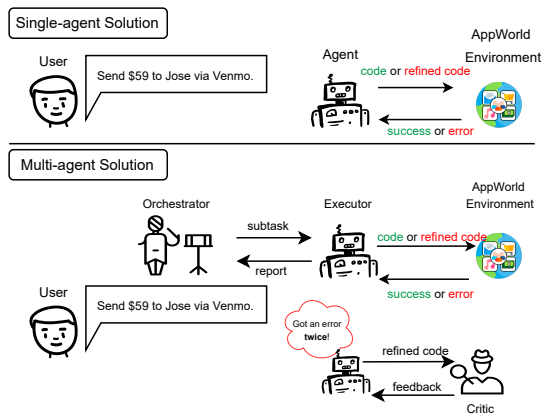 Single-agent Solution
User
Send $59 to Jose via Venmo.
Agent
AppWorld
Environment
code or refined code
success or error
Multi-agent Solution
Orchestrator
subtask
report
Executor
AppWorld
Environment
code or refined code
success or error
User
Send $59 to Jose via Venmo.
Got an error
twice!
refined code
feedback
Critic